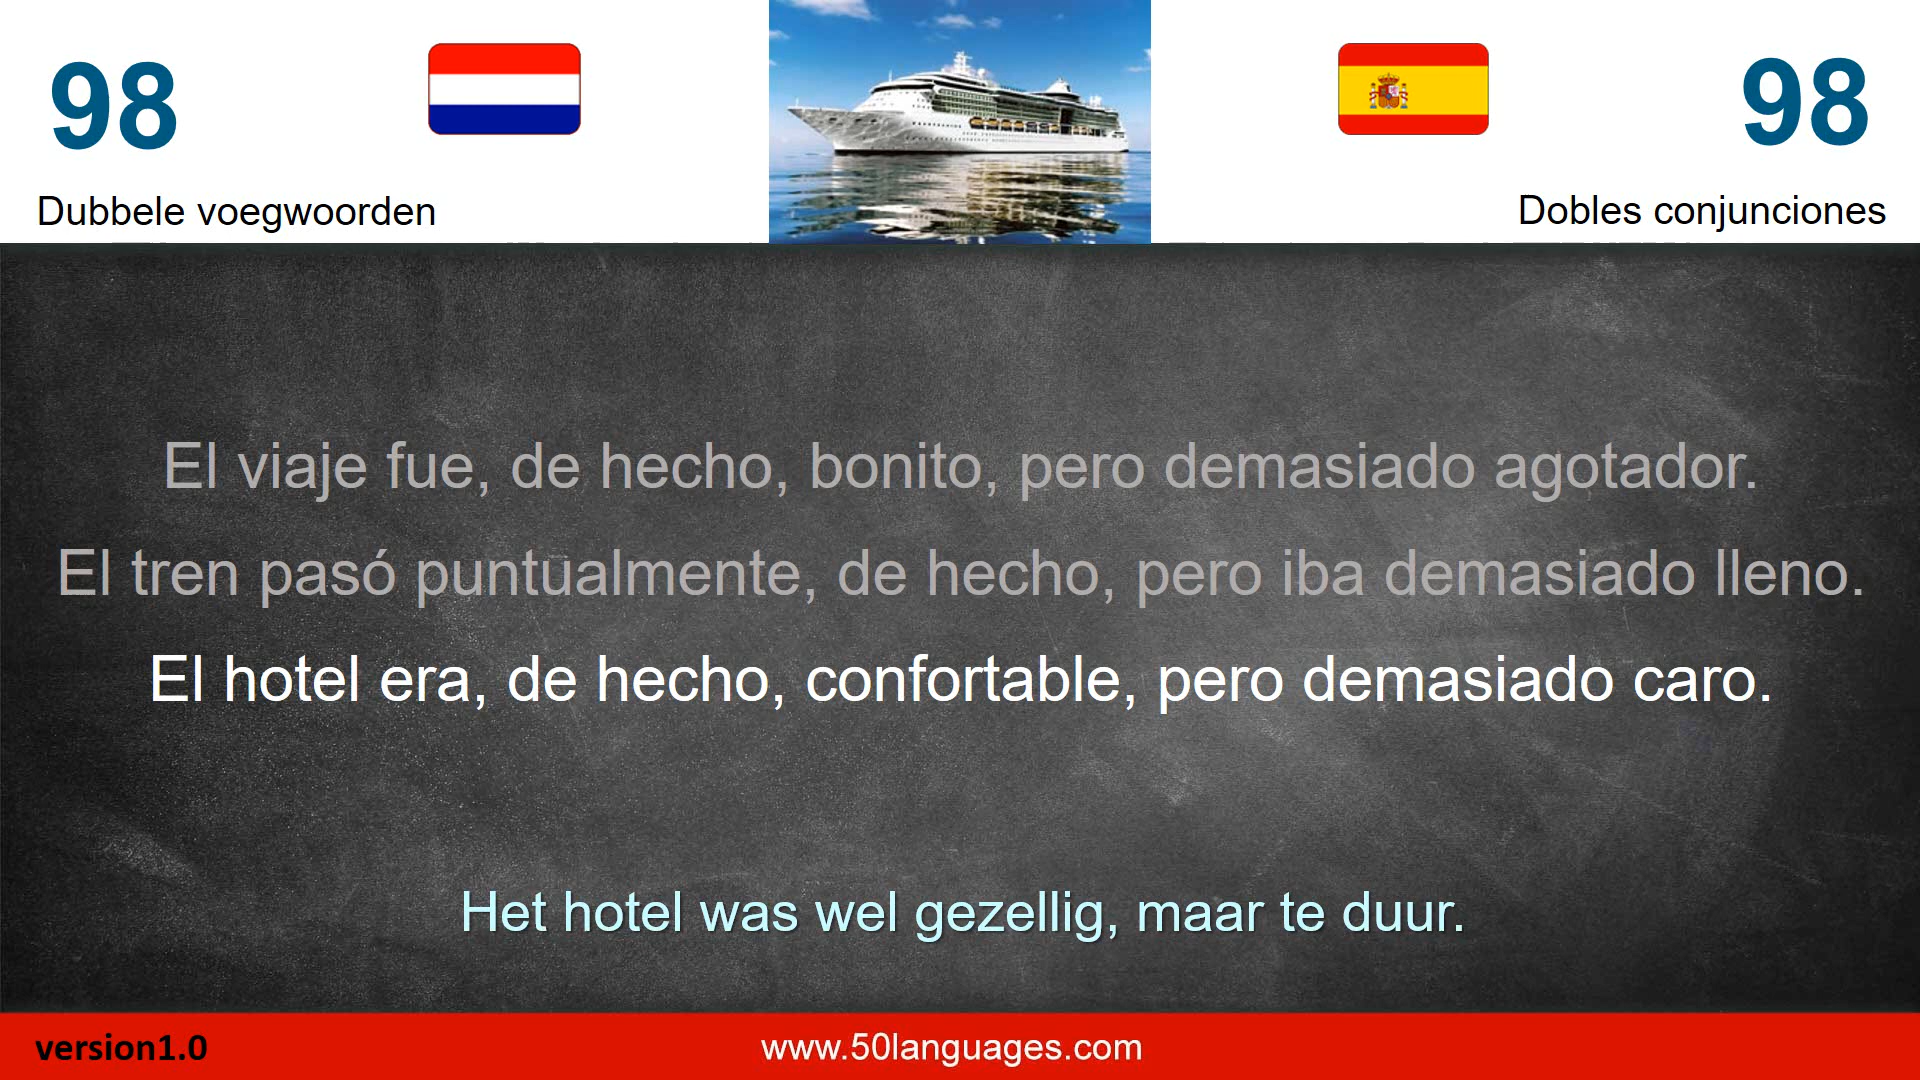 98
98
Dubbele voegwoorden
Dobles conjunciones
El viaje fue, de hecho, bonito, pero demasiado agotador.
El tren pasó puntualmente, de hecho, pero iba demasiado lleno.
El hotel era, de hecho, confortable, pero demasiado caro.
Het hotel was wel gezellig, maar te duur.
version1.0
www.50languages.com